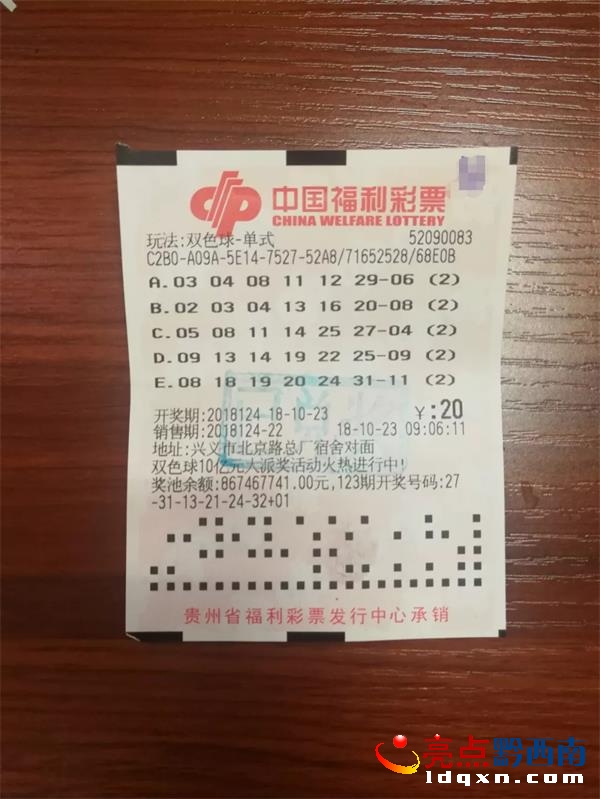 中国福利彩票
CHINA WELFARE LOTTERY
玩法:双色球-单式 52090083
C2B0-A09A-5E14-7527-52A8/71652528/68E0B
A.03 04 08 11 12 29-06 (2)
B.02 03 04 13 16 20-08 (2)
C.05 08 11 14 25 27-04 (2)
D.09 13 14 19 22 25-09 (2)
E.08 18 19 20 24 31-11 (2)
开奖期:2018124 18-10-23 ¥:20
销售期:2018124-22 18-10-23 09:06:11
地址:兴义市北京路总厂宿舍对面
双色球10亿元大派奖活动火热进行中!
奖池余额:867467741.00元,123期开奖号码:27
-31-13-21-24-32+01
贵州省福利彩票发行中心承销
亮点黔西南
ldqxn.com